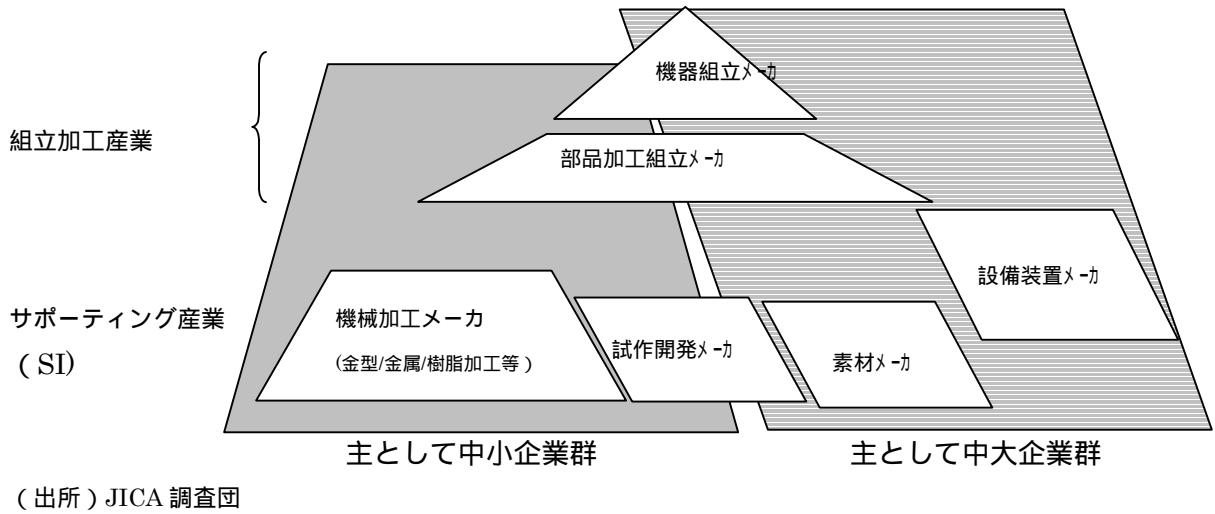 機器組立ﾒｰｶ
組立加工産業
部品加工組立ﾒｰｶ
設備装置ﾒｰｶ
サポーティング産業
（SI)
機械加工メーカ
(金型/金属/樹脂加工等）
試作開発ﾒｰｶ
素材ﾒｰｶ
主として中小企業群
主として中大企業群
（出所）JICA 調査団